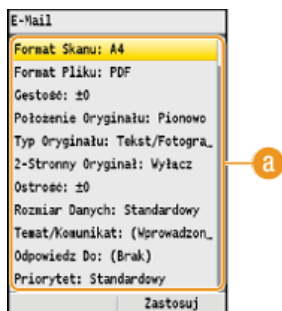 E-Mail
Format Skanu: A4
Format Pliku: PDF
Gęstość: ±0
Położenie Oryginału: Pionowo
Typ Oryginału: Tekst/Fotogra_
2-Stronny Oryginał: Wyłącz
Ostrość: ±0
Rozmiar Danych: Standardowy
Temat/Komunikat: (Wprowadzon_
Odpowiedz Do: (Brak)
Priorytet: Standardowy
Zastosuj
a